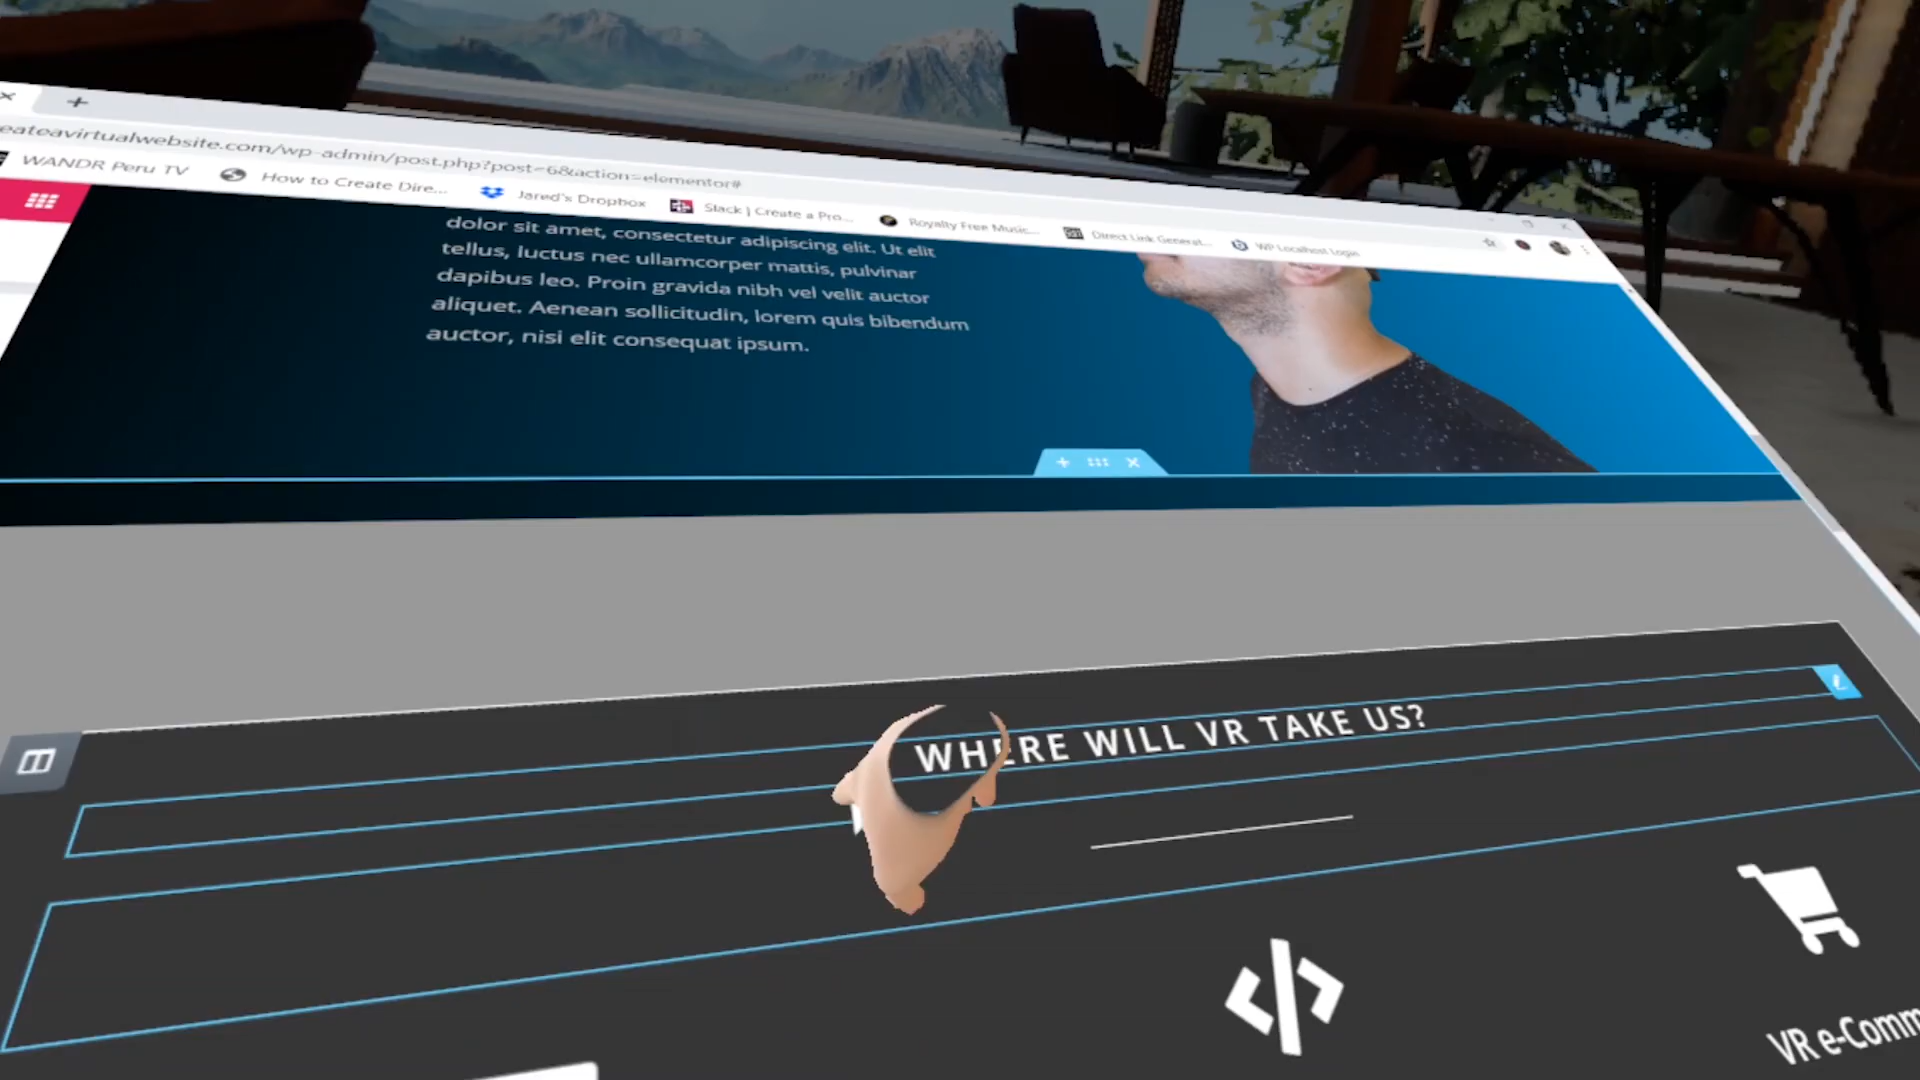 eateavirtualwebsite.com/wp-admin/post.php?post=6&action=elementor#
WANDR Peru TV
How to Create Dire...
Jared's Dropbox
Slack | Create a Pro...
Royalty Free Music...
Direct Link Generat...
WP Localhost login
dolor sit amet, consectetur adipiscing elit. Ut elit
tellus, luctus nec ullamcorper mattis, pulvinar
dapibus leo. Proin gravida nibh vel velit auctor
aliquet. Aenean sollicitudin, lorem quis bibendum
auctor, nisi elit consequat ipsum.
WHERE WILL VR TAKE US?
VR e-Comm